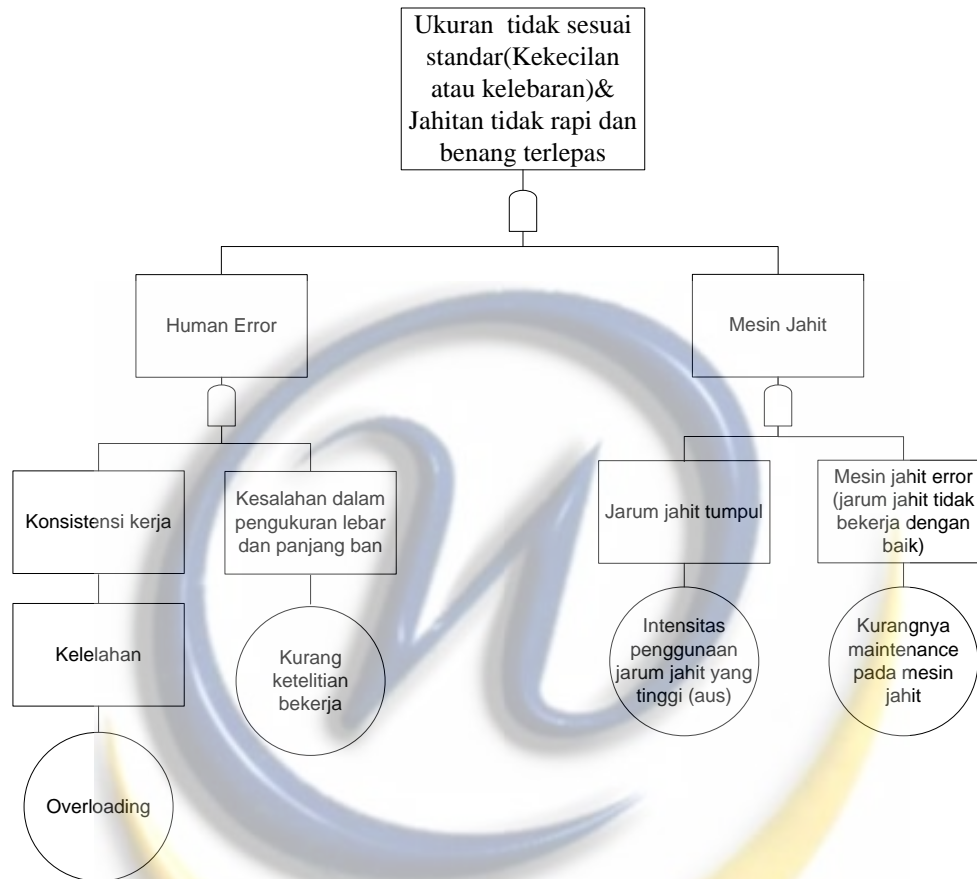 Ukuran tidak sesuai
standar(Kekecilan
atau kelebaran)&
Jahitan tidak rapi dan
benang terlepas
Human Error
Mesin Jahit
Konsistensi kerja
Kesalahan dalam
pengukuran lebar
dan panjang ban
Jarum jahit tumpul
Mesin jahit error
(jarum jahit tidak
bekerja dengan
baik)
Kelelahan
Kurang
ketelitian
bekerja
Intensitas
penggunaan
jarum jahit yang
tinggi (aus)
Kurangnya
maintenance
pada mesin
jahit
Overloading